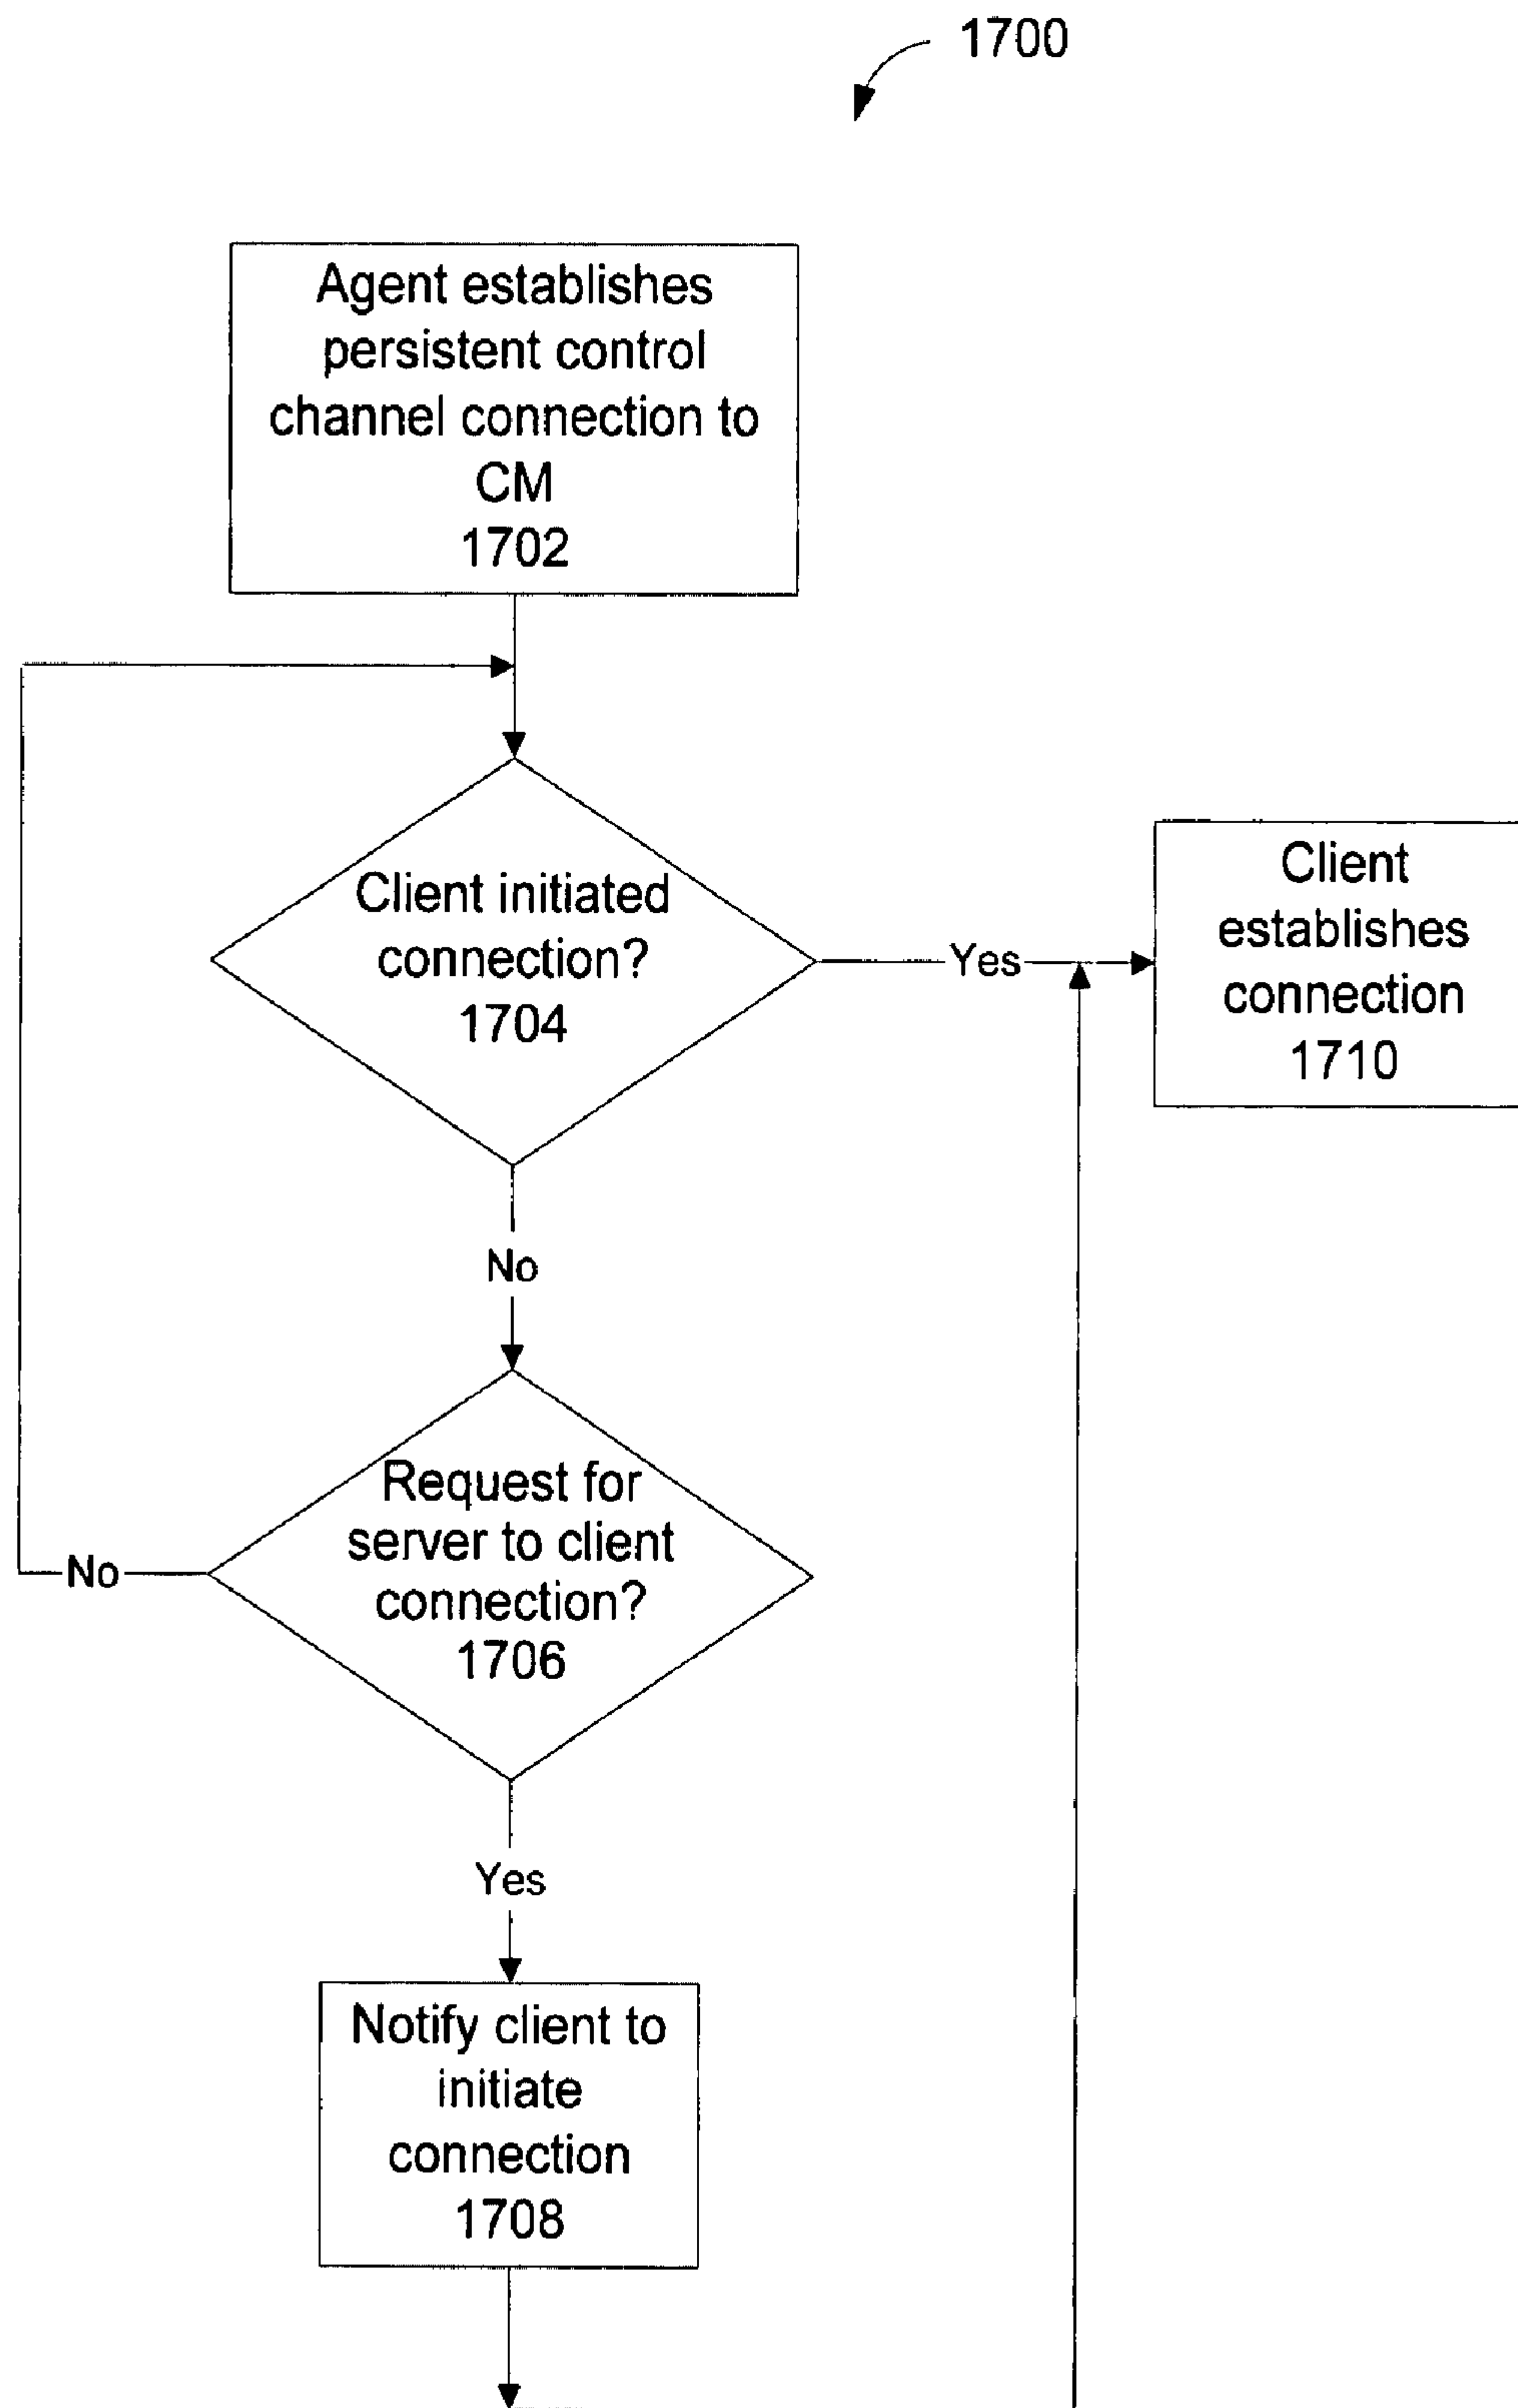 1700
Agent establishes
persistent control
channel connection to
CM
1702
Client initiated
connection?
1704
Yes
Client
establishes
connection
1710
No
Request for
server to client
connection?
1706
No
Yes
Notify client to
initiate
connection
1708